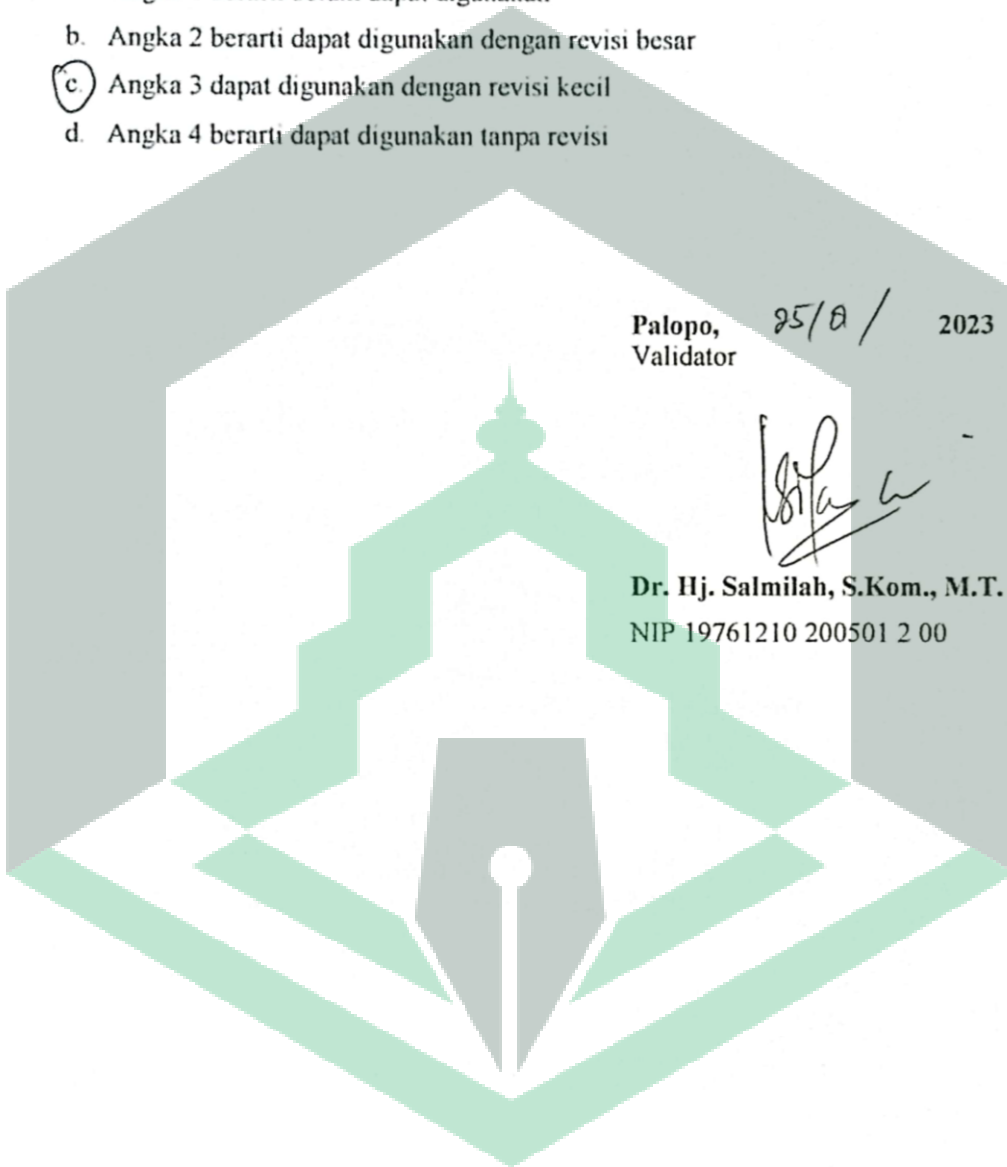 b. Angka 2 berarti dapat digunakan dengan revisi besar
c. Angka 3 dapat digunakan dengan revisi kecil
d. Angka 4 berarti dapat digunakan tanpa revisi
Palopo, 2023
Validator
Dr. Hj. Salmilah, S.Kom., M.T.
NIP 19761210 200501 2 00